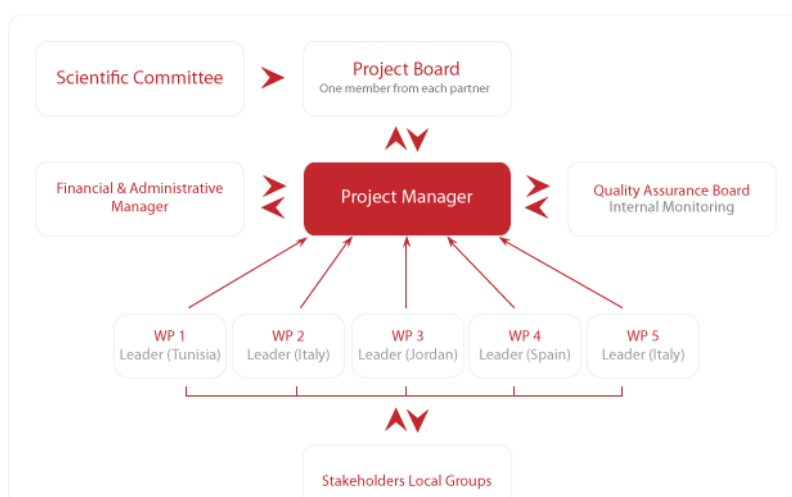 Scientific Committee
Project Board
One member from each partner
Financial & Administrative
Manager
Project Manager
Quality Assurance Board
Internal Monitoring
WP 1
Leader (Tunisia)
WP 2
Leader (Italy)
WP 3
Leader (Jordan)
WP 4
Leader (Spain)
WP 5
Leader (Italy)
Stakeholders Local Groups